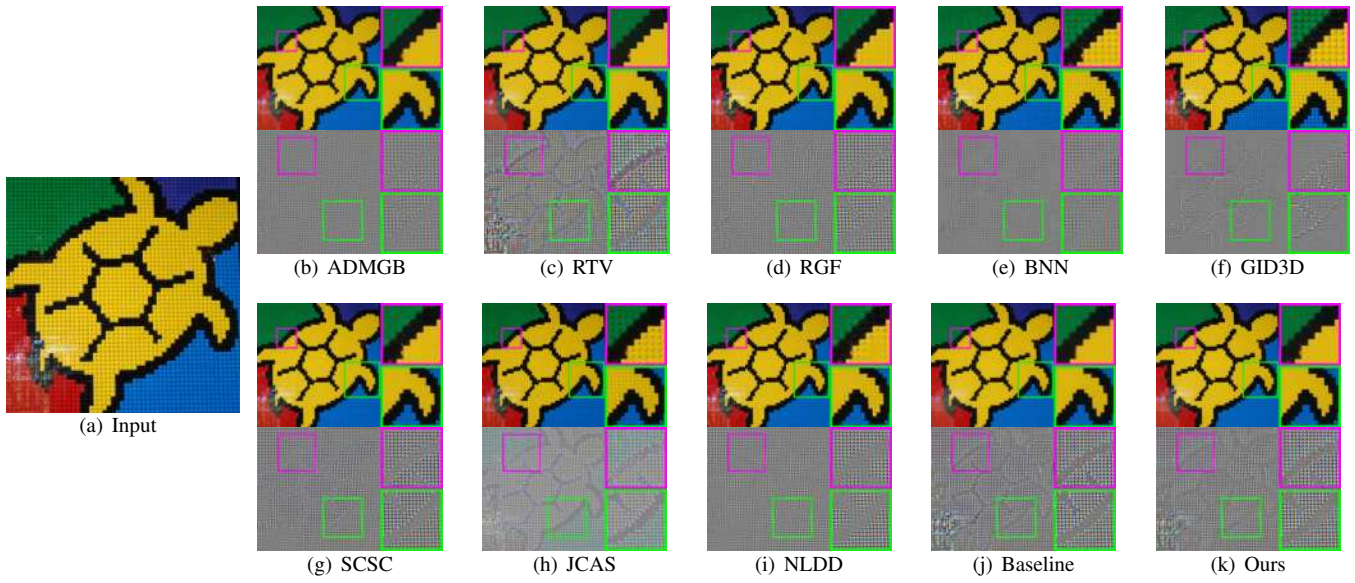 (b) ADMGB
(c) RTV
(d) RGF
(e) BNN
(f) GID3D
(a) Input
(g) SCSC
(h) JCAS
(i) NLDD
(j) Baseline
(k) Ours